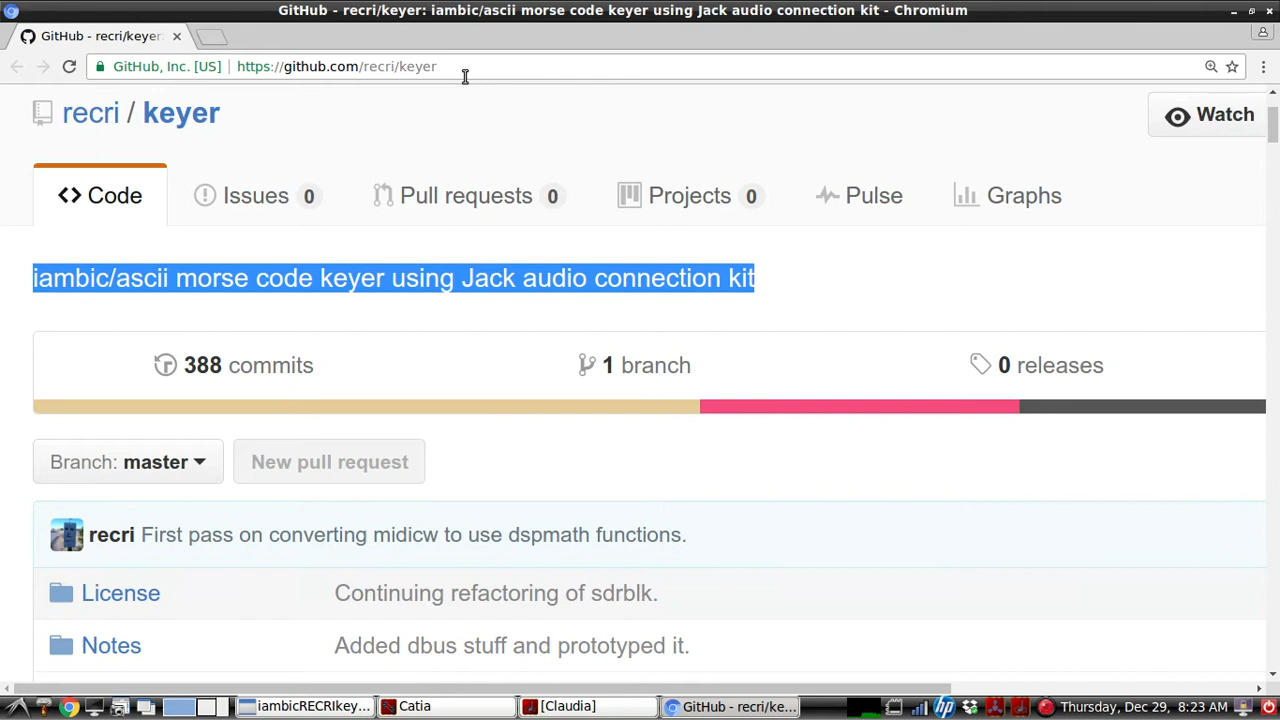 GitHub - recri/keyer: iambic/ascii morse code keyer using Jack audio connection kit - Chromium
GitHub - recri/keyer:
GitHub, Inc. [US] https://github.com/recri/keyer
recri / keyer
Watch
Code Issues 0 Pull requests 0 Projects 0 Pulse Graphs
iambic/ascii morse code keyer using Jack audio connection kit
388 commits 1 branch 0 releases
Branch: master New pull request
recri First pass on converting midicw to use dspmath functions.
License Continuing refactoring of sdrblk.
Notes Added dbus stuff and prototyped it.
iambicRECRIkey... Catia [Claudia] GitHub - recri/ke... hp Thursday, Dec 29, 8:23 AM